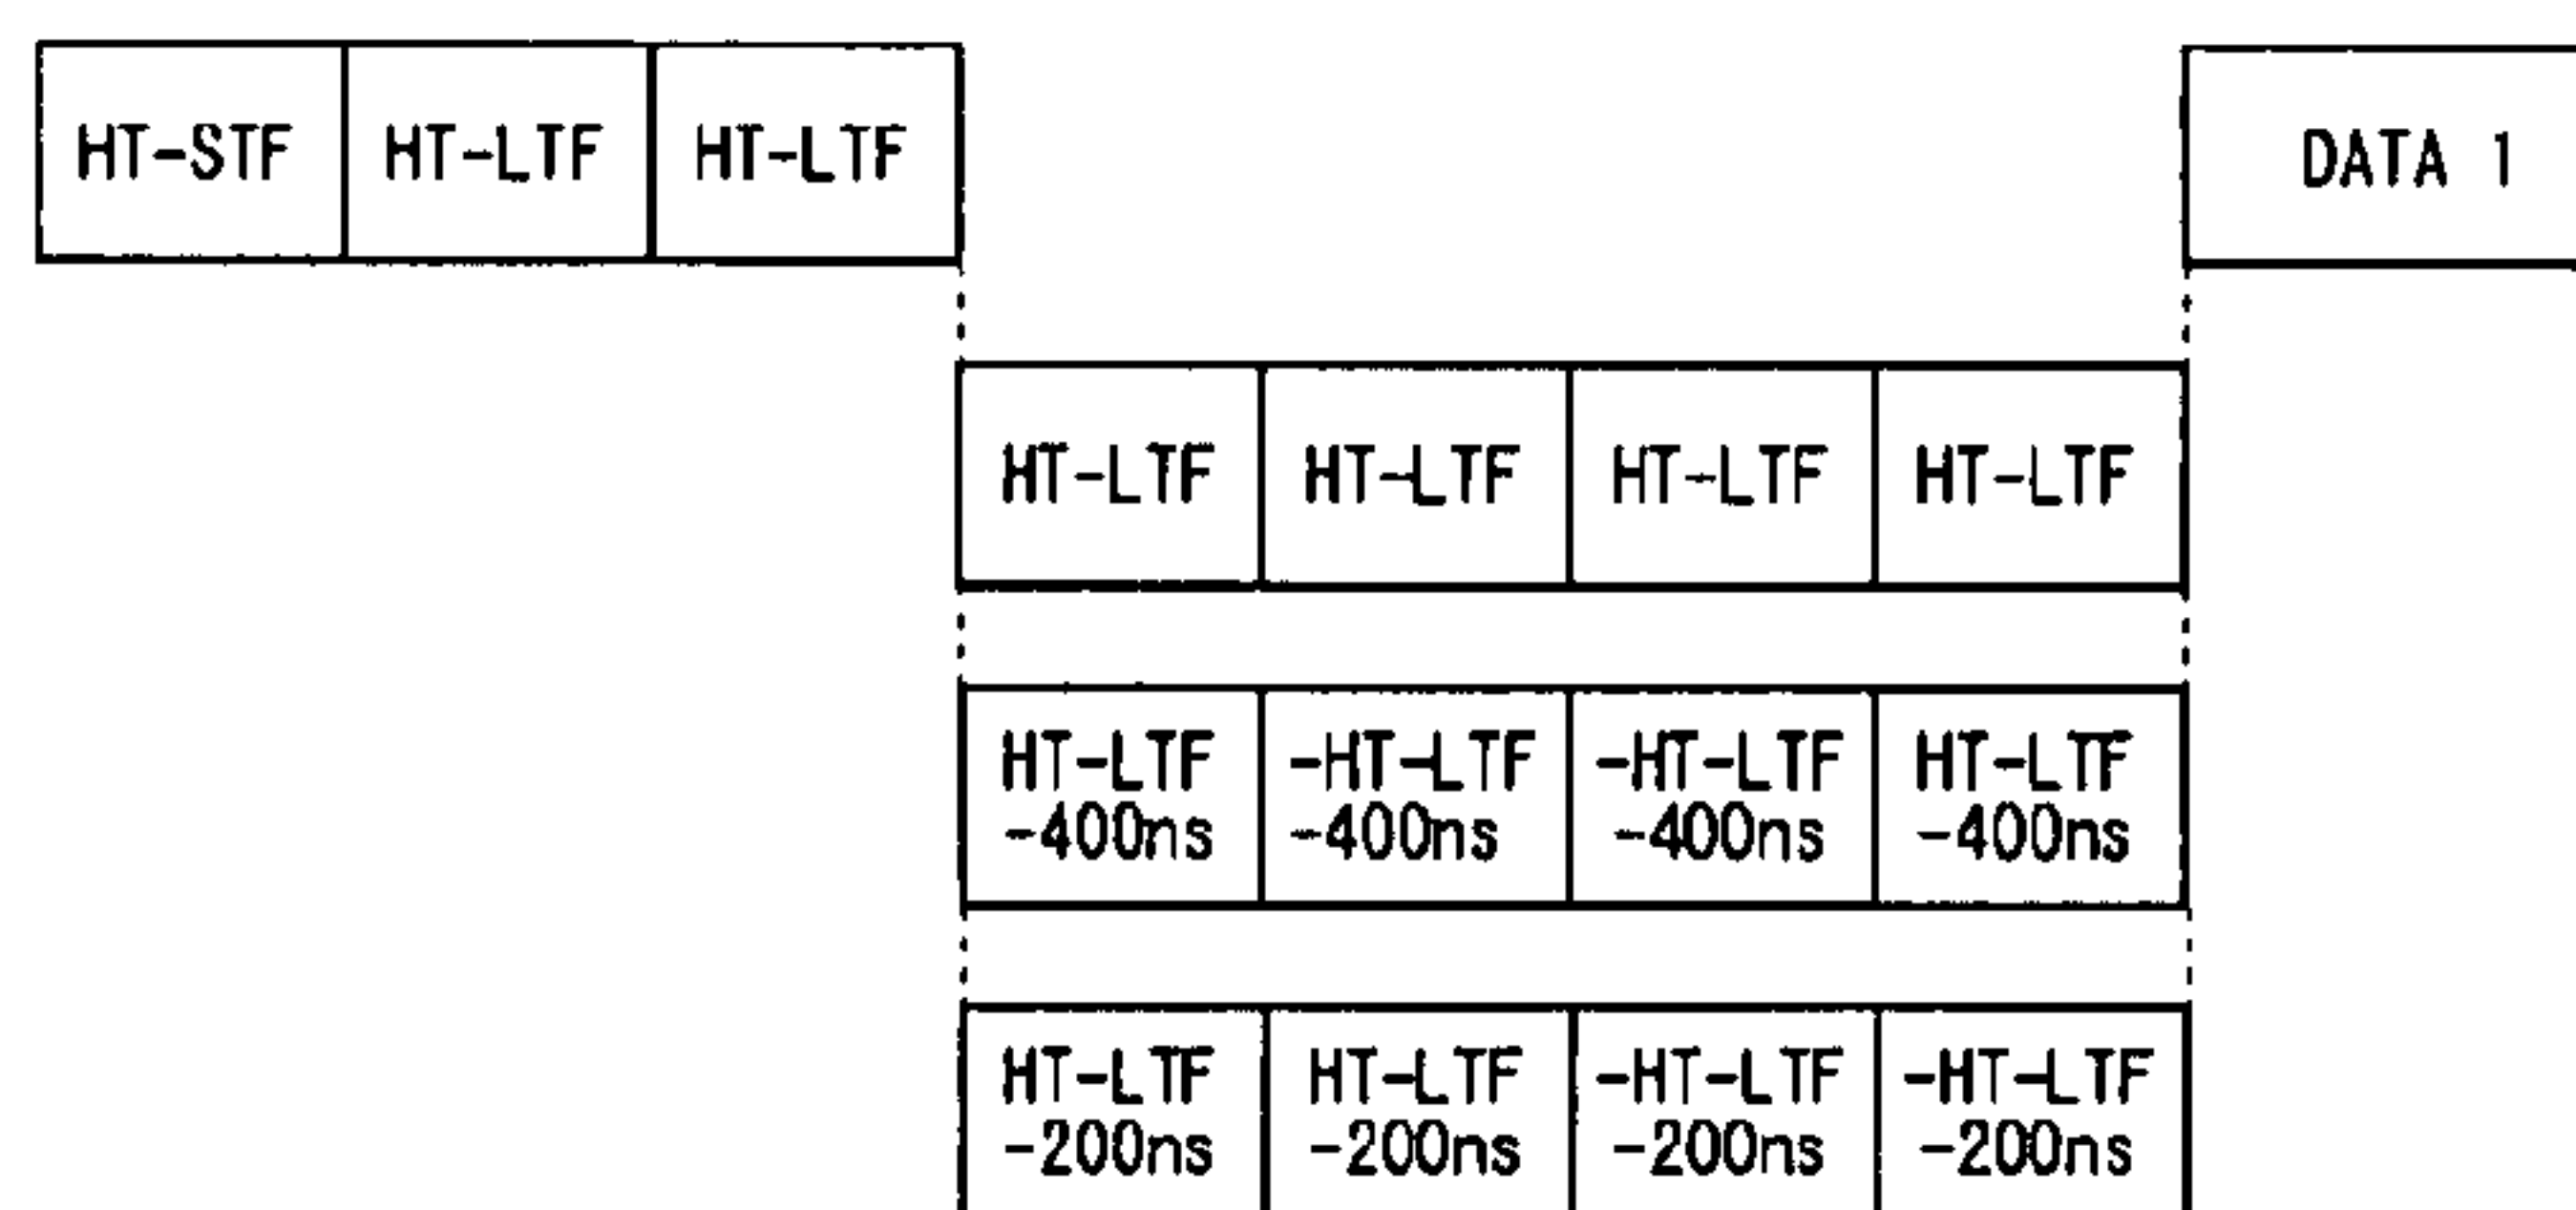 HT-STF HT-LTF HT-LTF DATA 1
HT-LTF HT-LTF HT-LTF HT-LTF
HT-LTF -HT-LTF -HT-LTF HT-LTF
-400ns -400ns -400ns -400ns
HT-LTF HT-LTF -HT-LTF -HT-LTF
-200ns -200ns -200ns -200ns